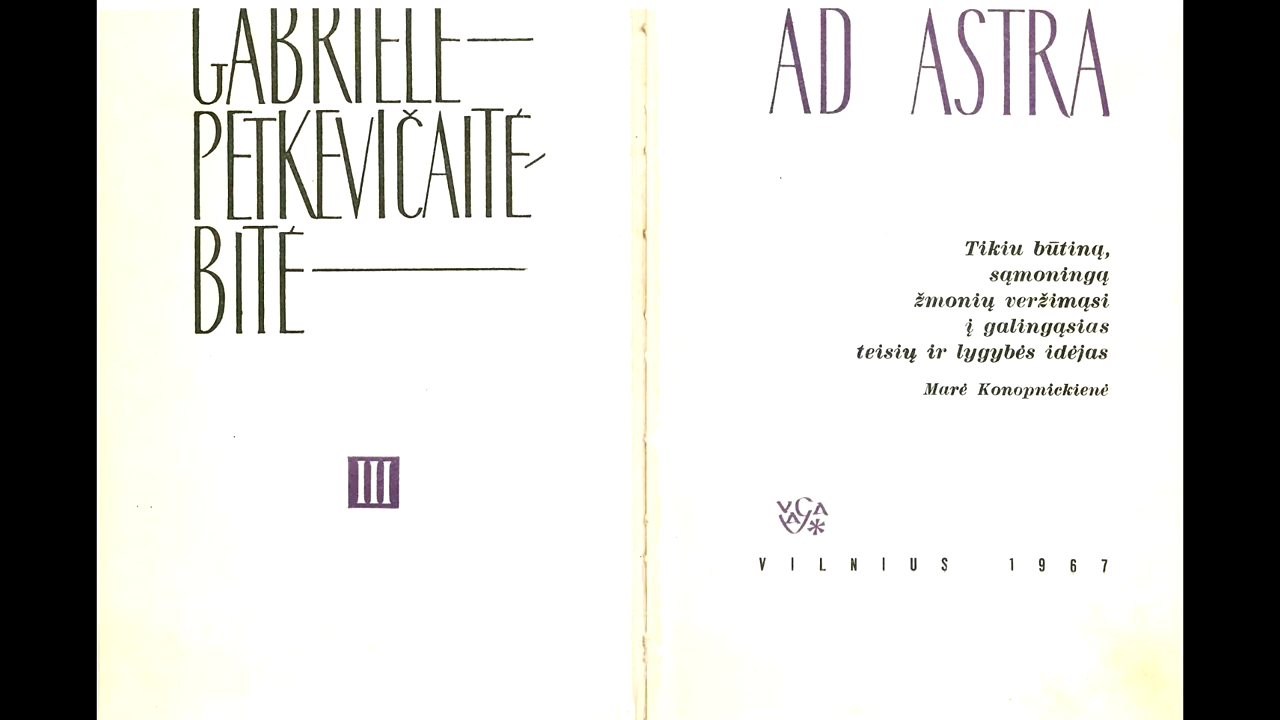 GABRIELĖ
PETKEVIČAITĖ-
BITĖ
III
AD ASTRA
Tikiu būtiną,
sąmoningą
žmonių veržimąsi
į galingąsias
teisių ir lygybės idėjas
Marė Konopnickienė
VAGA
VILNIUS 1967